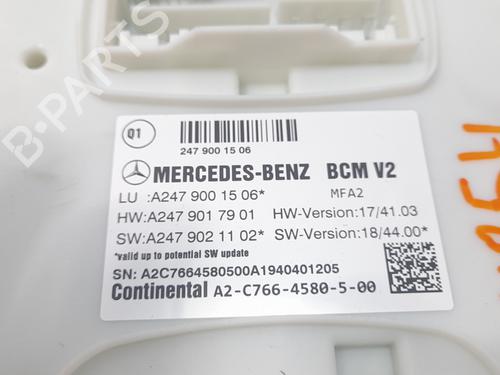 B-PARTS
Q1
247 900 15 06
MERCEDES-BENZ BCM V2
LU :A247 900 15 06* MFA2
HW:A247 901 79 01 HW-Version:17/41.03
SW:A247 902 11 02* SW-Version:18/44.00*
*valid up to potential SW update
SN: A2C7664580500A1940401205
Continental A2-C766-4580-5-00